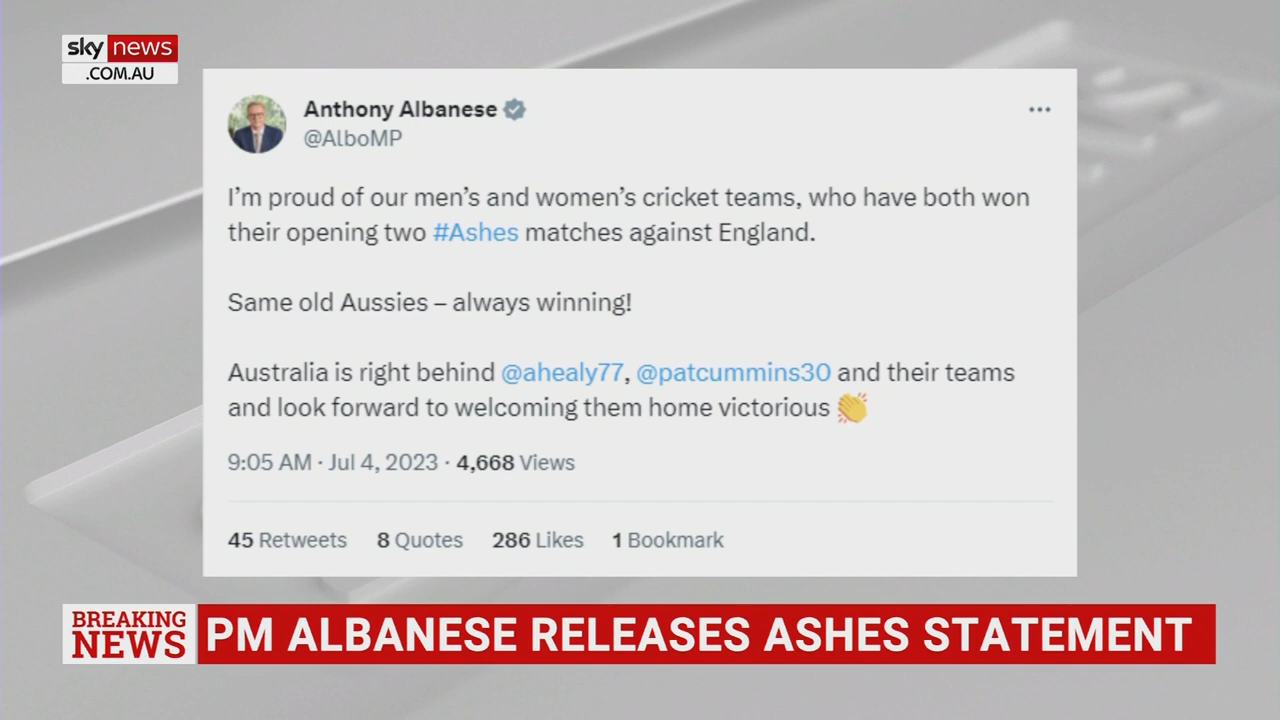 sky news
.COM.AU
Anthony Albanese
@AlboMP
I’m proud of our men’s and women’s cricket teams, who have both won
their opening two #Ashes matches against England.
Same old Aussies – always winning!
Australia is right behind @ahealy77, @patcummins30 and their teams
and look forward to welcoming them home victorious 👏
9:05 AM · Jul 4, 2023 · 4,668 Views
45 Retweets 8 Quotes 286 Likes 1 Bookmark
BREAKING
NEWS
PM ALBANESE RELEASES ASHES STATEMENT